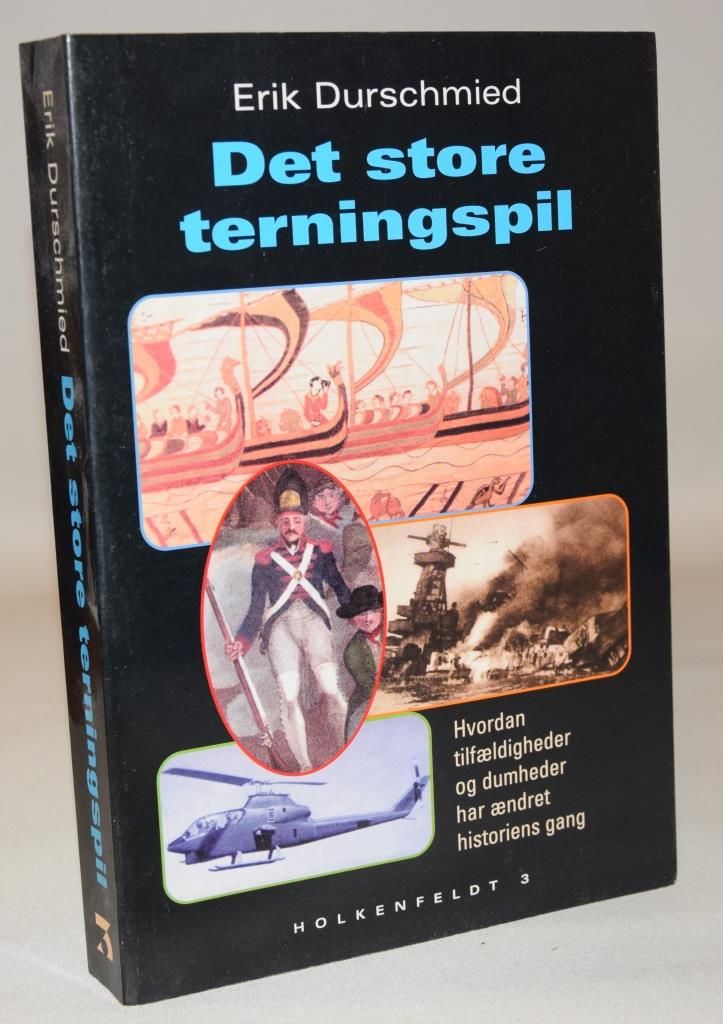 Erik Durschmied
Det store
terningspil
Hvordan
tilfældigheder
og dumheder
har ændret
historiens gang
HOLKENFELDT 3
Erik Durschmied Det store terningspil 3